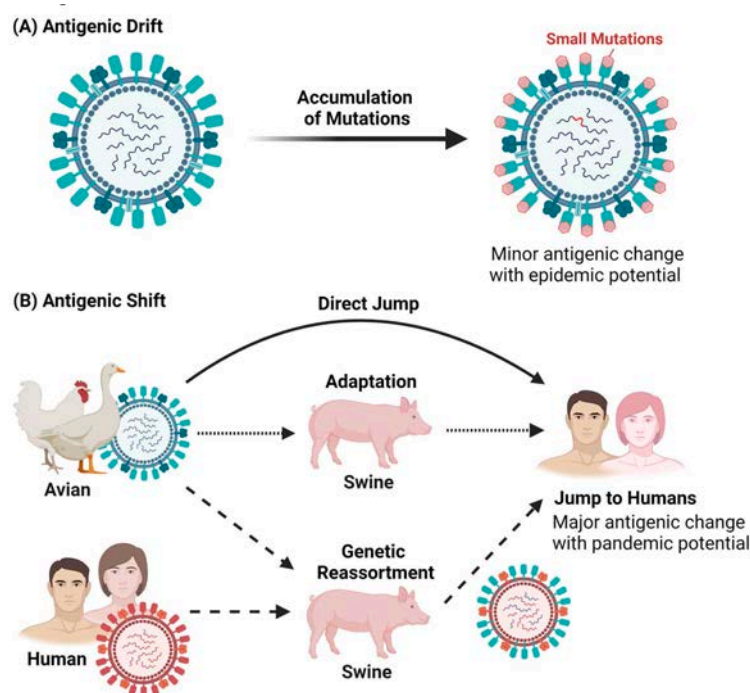 (A) Antigenic Drift
Small Mutations
Accumulation
of Mutations
Minor antigenic change
with epidemic potential
(B) Antigenic Shift
Direct Jump
Adaptation
Avian
Swine
Jump to Humans
Major antigenic change
with pandemic potential
Genetic
Reassortment
Human
Swine